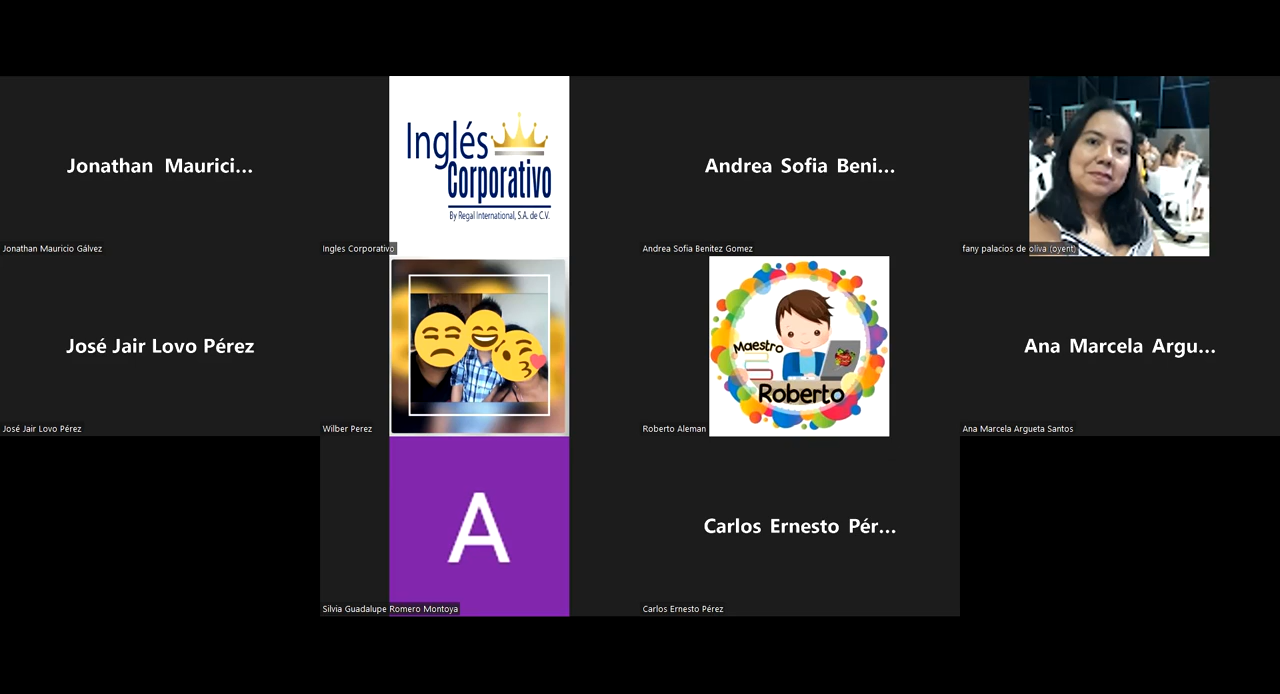 Jonathan Maurici...
Jonathan Mauricio Gálvez
Inglés
Corporativo
By Regal International, S.A. de C.V.
Ingles Corporativo
Andrea Sofia Beni...
Andrea Sofia Benitez Gomez
fany palacios de oliva (oyent)
José Jair Lovo Pérez
José Jair Lovo Pérez
Wilber Perez
Maestro
Roberto
Roberto Aleman
Ana Marcela Argu...
Ana Marcela Argueta Santos
A
Silvia Guadalupe Romero Montoya
Carlos Ernesto Pér...
Carlos Ernesto Pérez